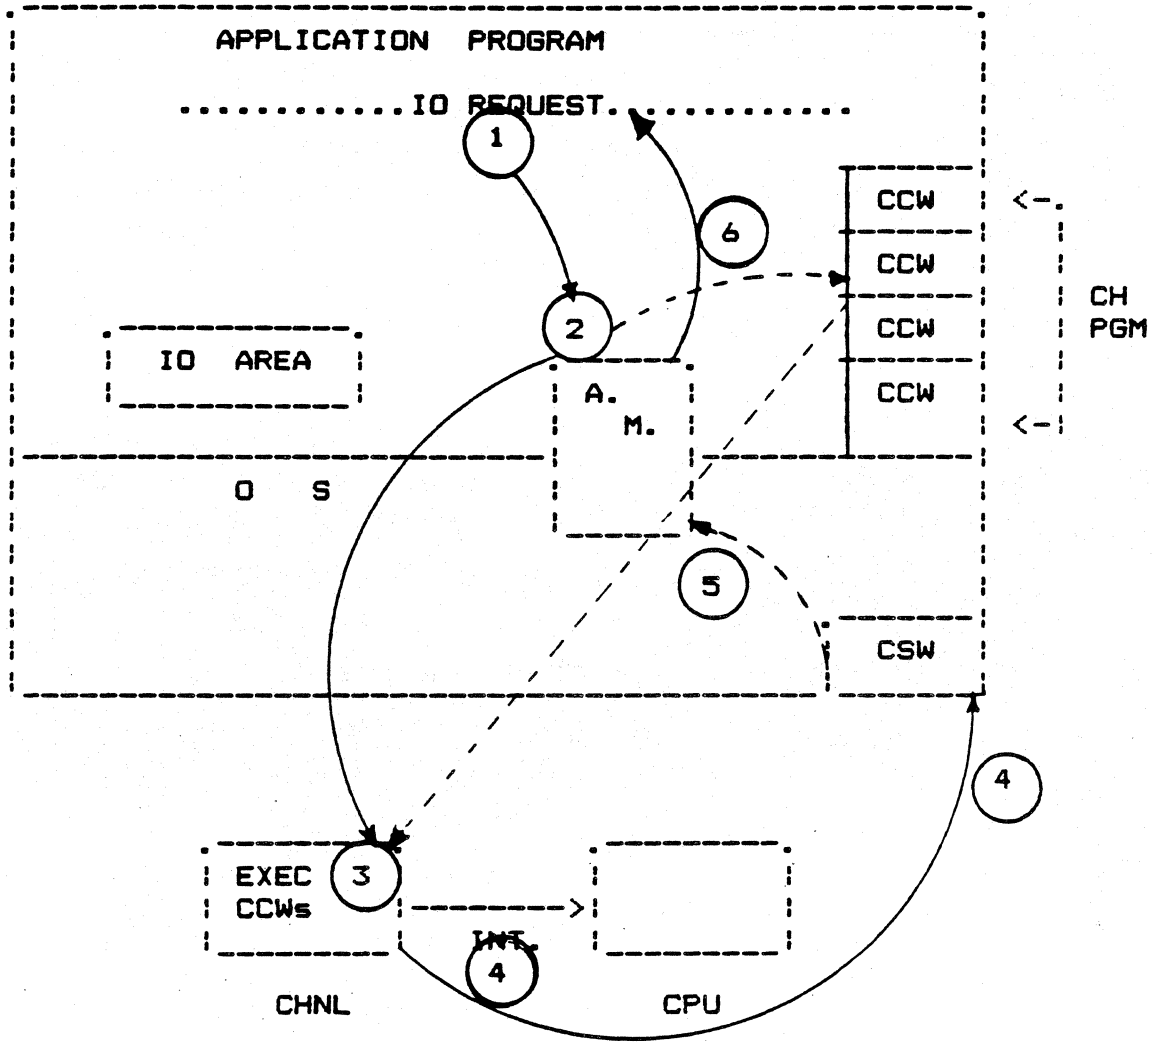 APPLICATION PROGRAM
............IO REQUEST.............
1
6
CCW
CCW
CCW
CCW
CH
PGM
2
IO AREA
A.
M.
O S
5
CSW
4
EXEC
CCWs
3
INT.
4
CHNL
CPU